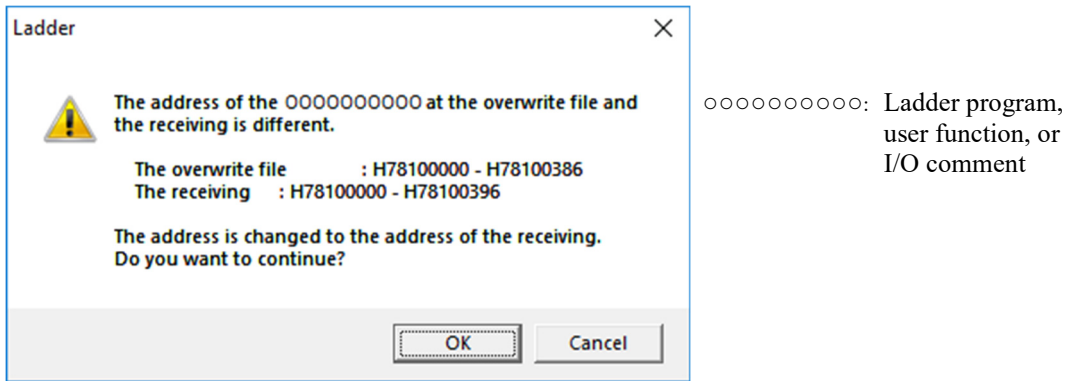 Ladder
The address of the OOOOOOOOOO at the overwrite file and
the receiving is different.
The overwrite file : H78100000 - H78100386
The receiving : H78100000 - H78100396
The address is changed to the address of the receiving.
Do you want to continue?
OK Cancel
○○○○○○○○○○: Ladder program,
user function, or
I/O comment